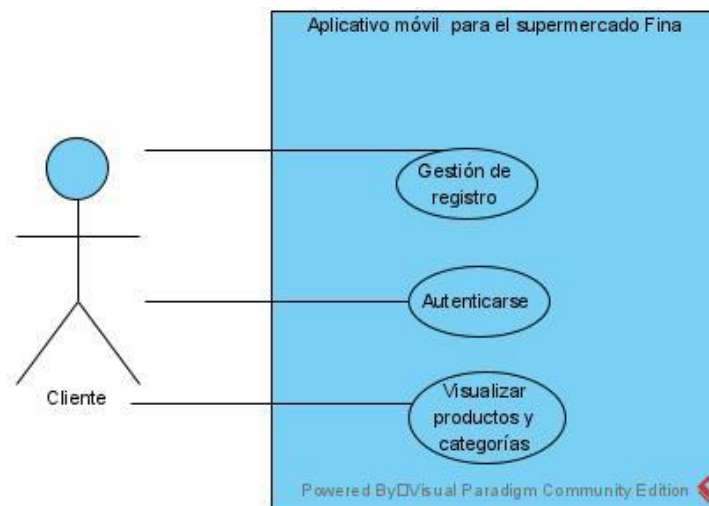 Aplicativo móvil para el supermercado Fina
Gestión de
registro
Autenticarse
Cliente
Visualizar
productos y
categorías
Powered By□Visual Paradigm Community Edition